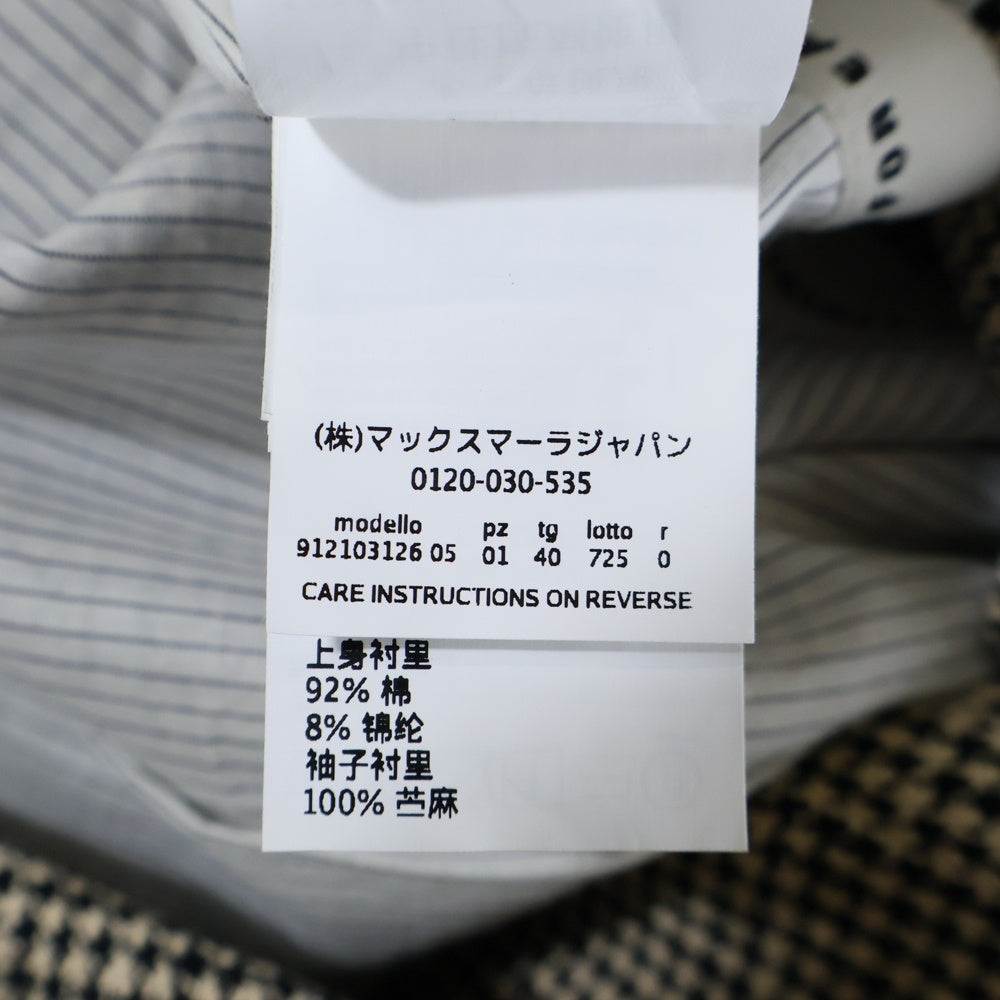 (株)マックスマーラジャパン
0120-030-535
modello pz tg lotto r
912103126 05 01 40 725 0
CARE INSTRUCTIONS ON REVERSE
上身衬里
92% 棉
8% 锦纶
袖子衬里
100% 苎麻